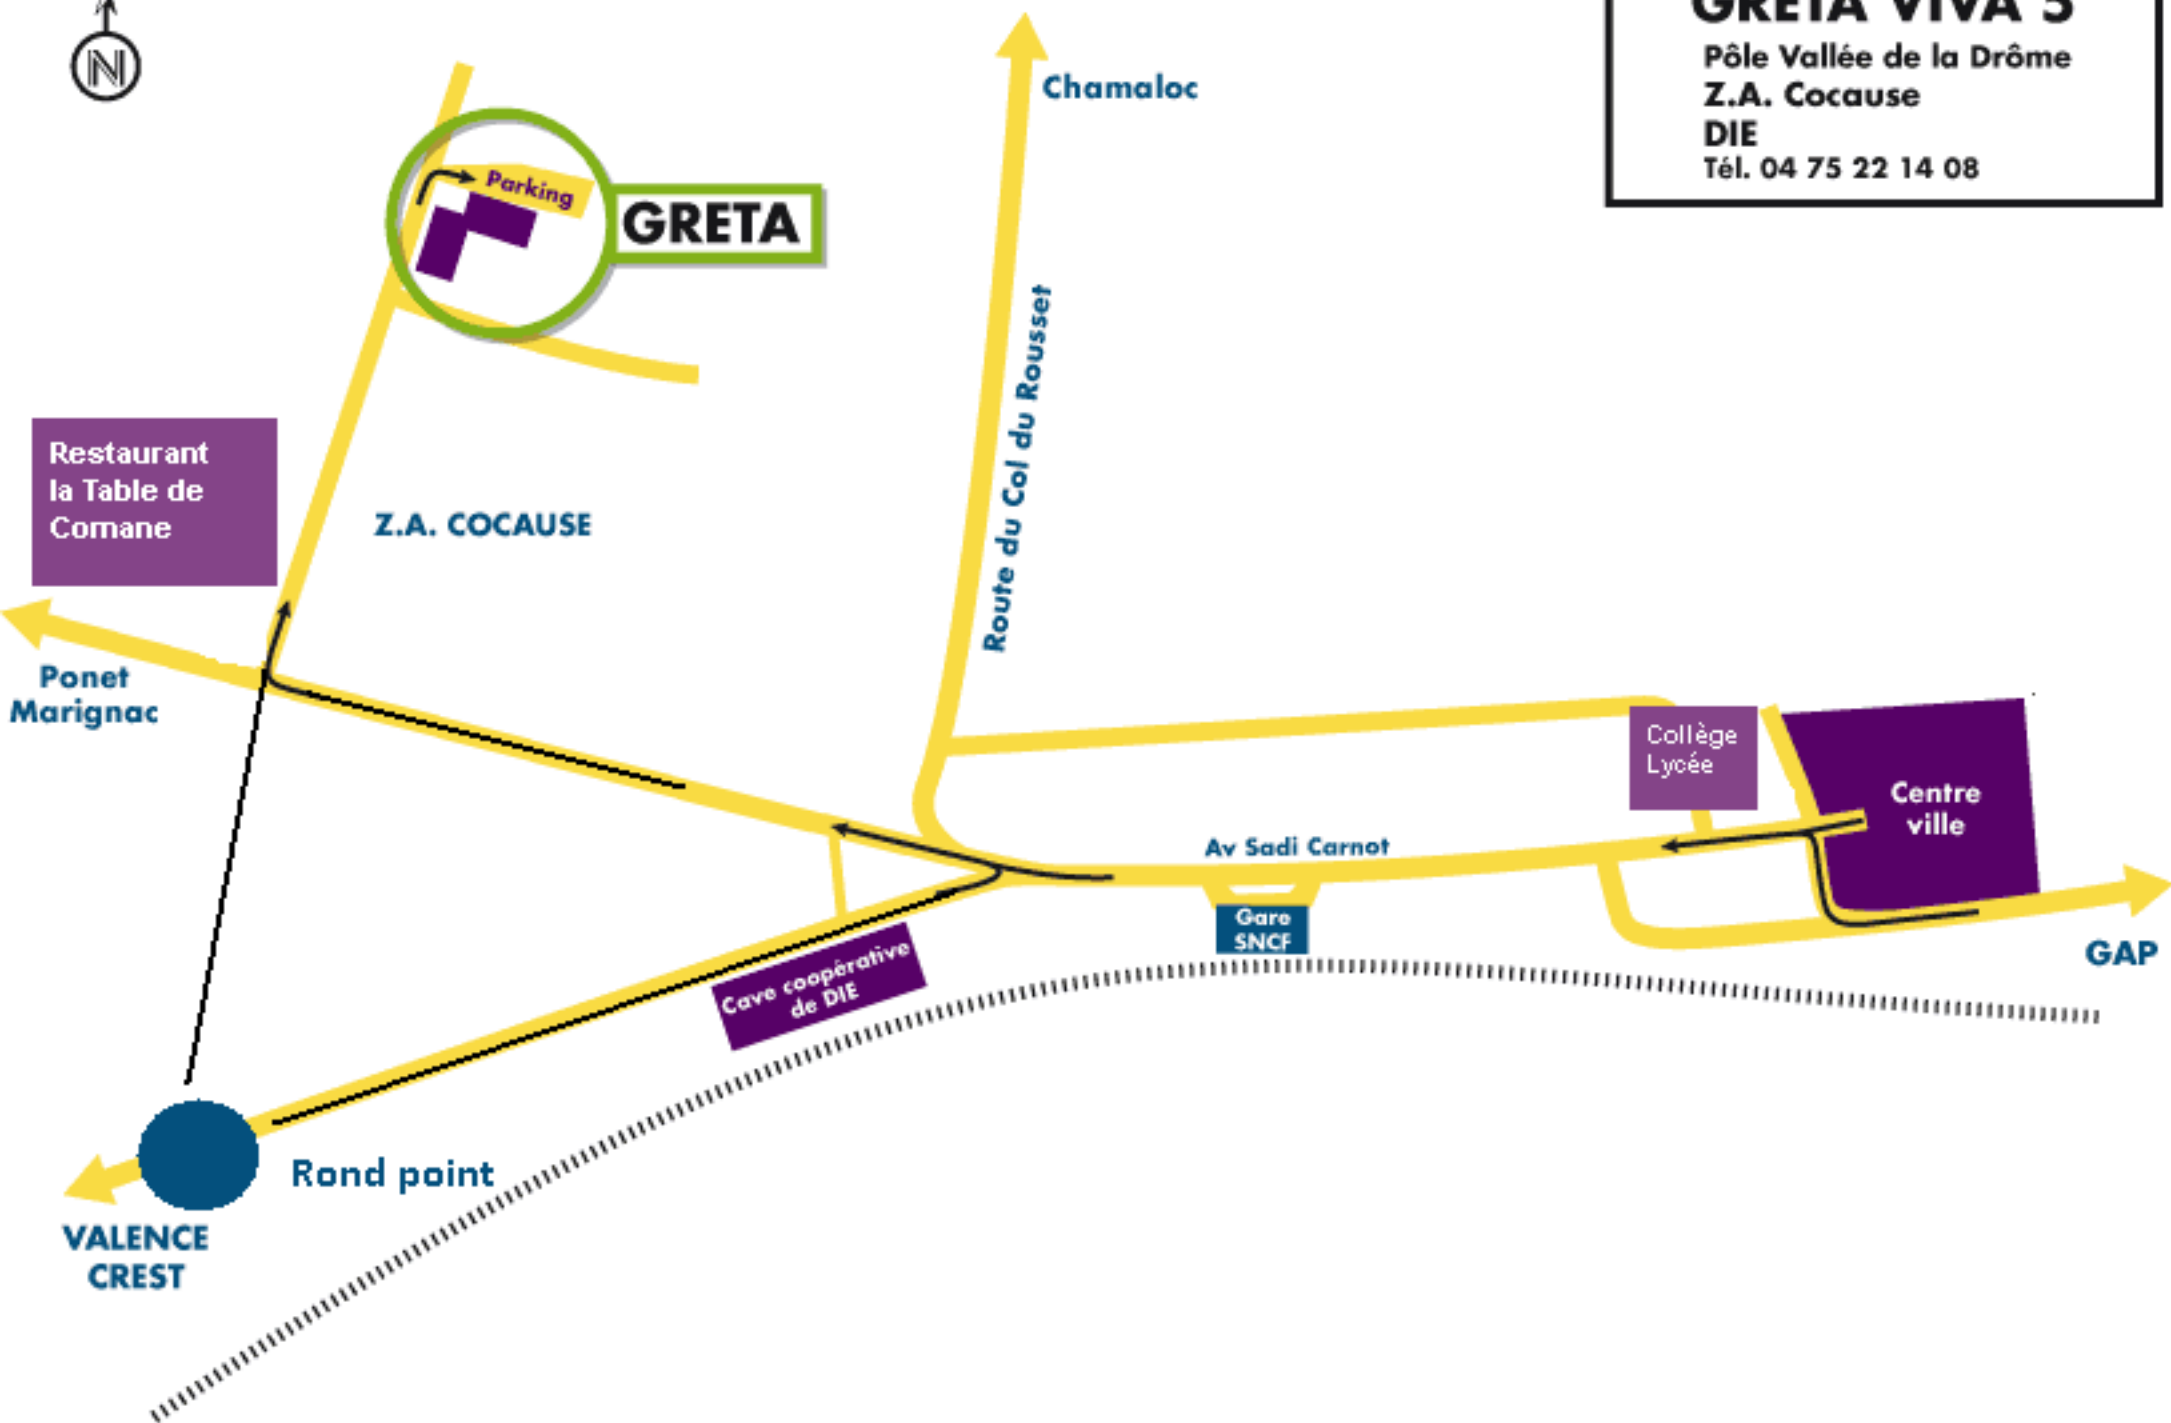 N
GRETA VIVA 5
Pôle Vallée de la Drôme
Z.A. Cocause
DIE
Tél. 04 75 22 14 08
Chamaloc
Parking
GRETA
Route du Col du Rousset
Restaurant
la Table de
Comane
Z.A. COCAUSE
Ponet
Marignac
Collège
Lycée
Centre
ville
Av Sadi Carnot
Gare
SNCF
GAP
Cave coopérative
de DIE
Rond point
VALENCE
CREST